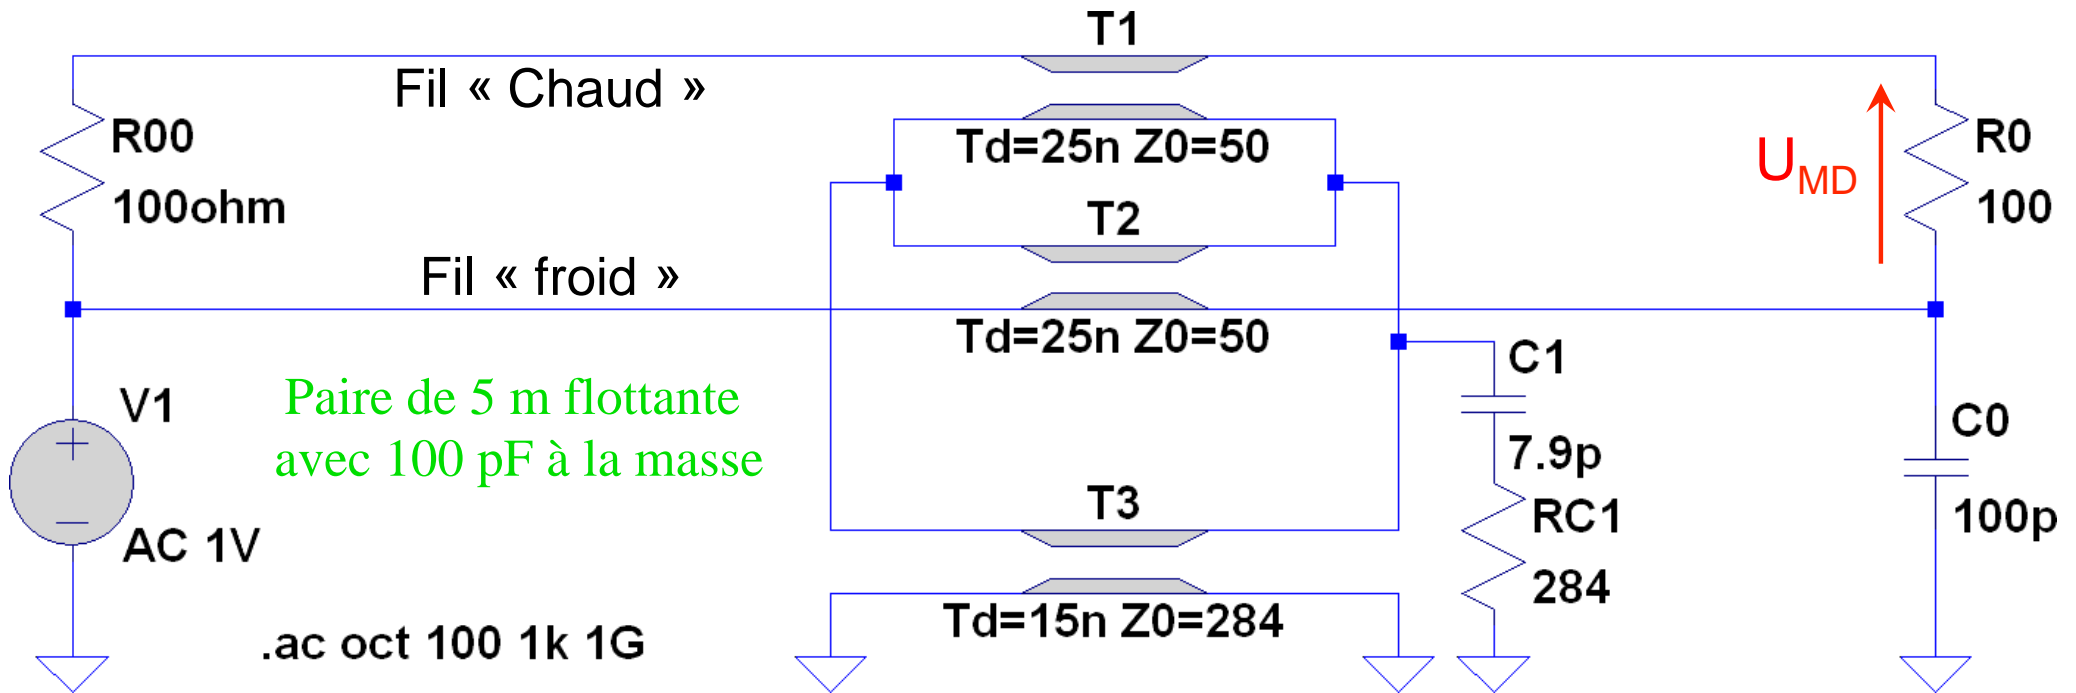 T1
Fil « Chaud »
R00
100ohm
Td=25n Z0=50
U_MD
R0
100
T2
Fil « froid »
Td=25n Z0=50
V1
AC 1V
Paire de 5 m flottante
avec 100 pF à la masse
C1
7.9p
C0
100p
T3
RC1
284
Td=15n Z0=284
.ac oct 100 1k 1G